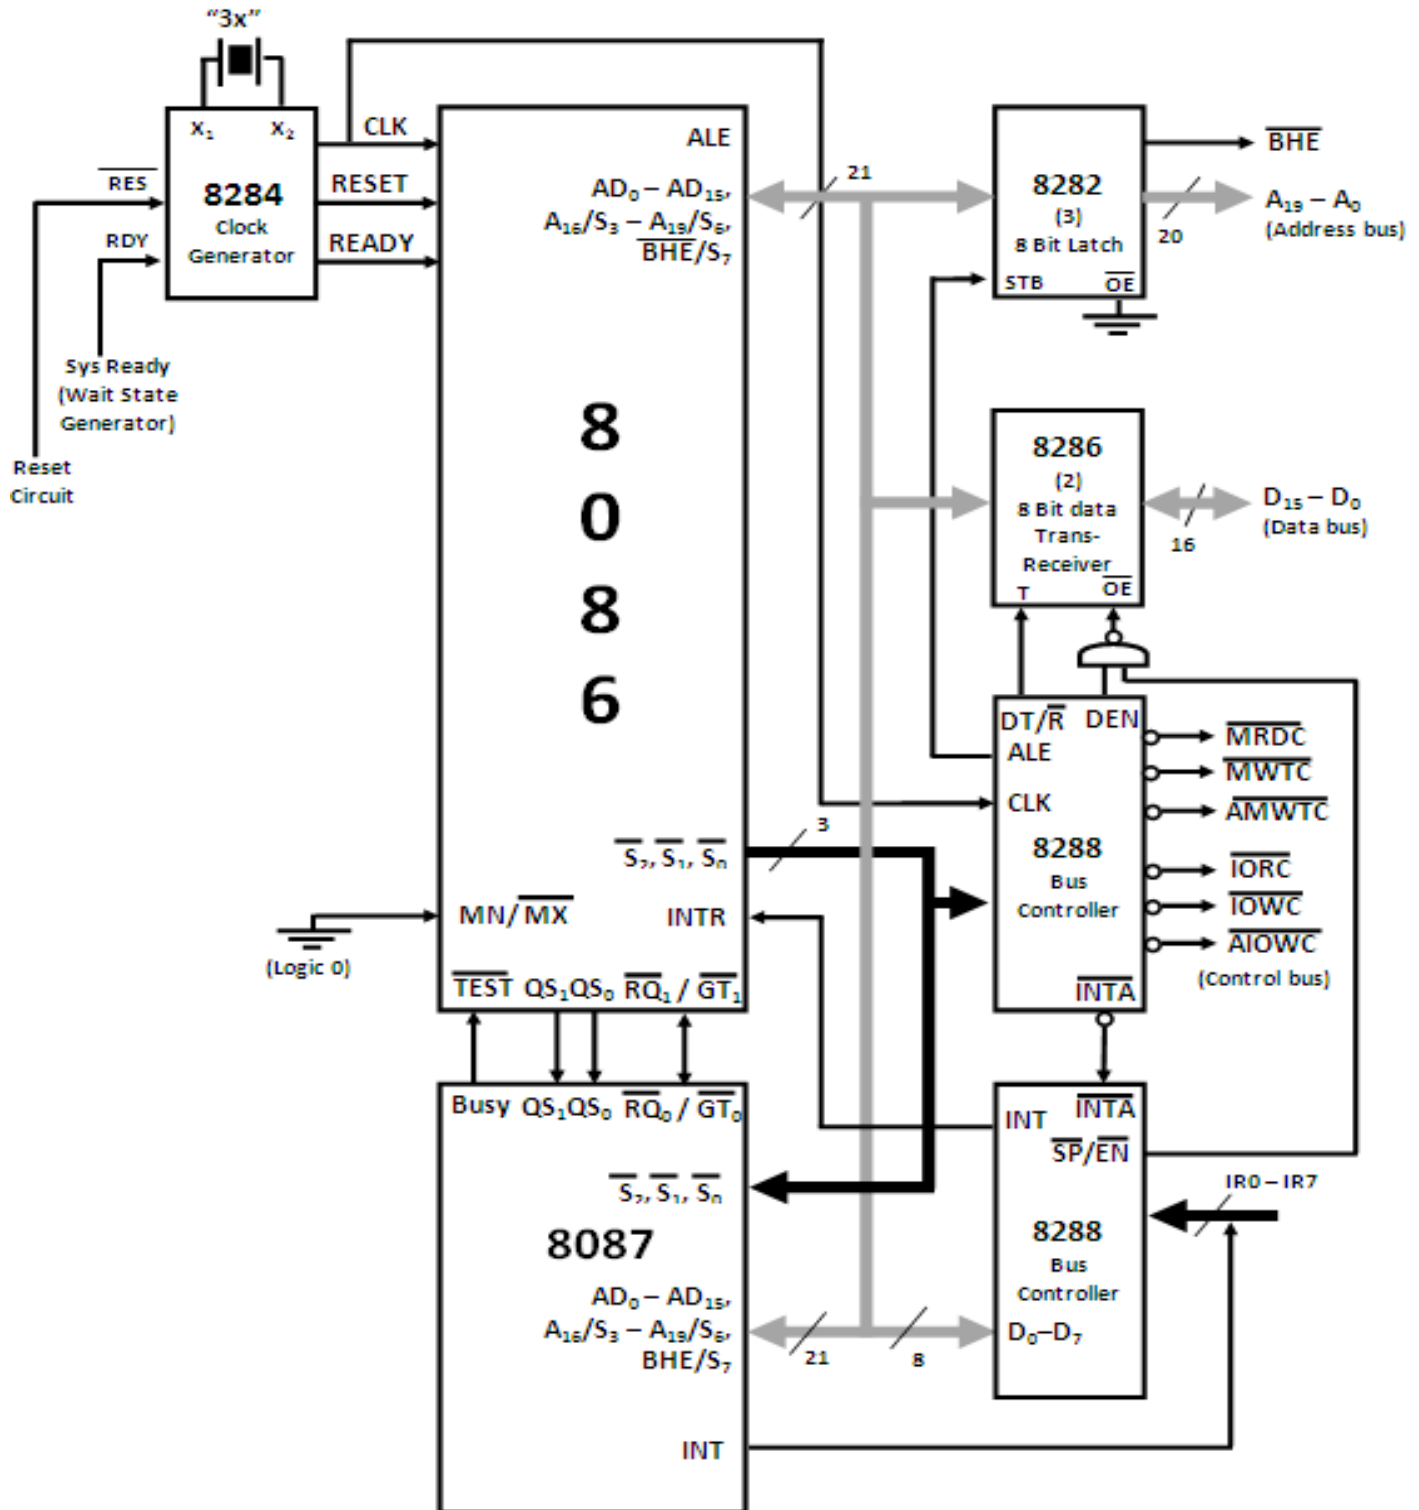 “3x”
X₁ X₂
8284
Clock
Generator
RES
RDY
CLK
RESET
READY
Sys Ready
(Wait State
Generator)
Reset
Circuit
ALE
AD₀ – AD₁₅,
A₁₆/S₃ – A₁₉/S₆,
BHE/S₇
8
0
8
6
S₂, S₁, S₀
MN/MX
INTR
(Logic 0)
TEST QS₁ QS₀ RQ₁ / GT₁
21
3
8282
(3)
8 Bit Latch
STB OE
BHE
20
A₁₉ – A₀
(Address bus)
8286
(2)
8 Bit data
Trans-
Receiver
T OE
16
D₁₅ – D₀
(Data bus)
DT/R DEN
ALE
CLK
8288
Bus
Controller
INTA
MRDC
MWTC
AMWTC
IORC
IOWC
AIOWC
(Control bus)
Busy QS₁ QS₀ RQ₀ / GT₀
S₂, S₁, S₀
8087
AD₀ – AD₁₅,
A₁₆/S₃ – A₁₉/S₆,
BHE/S₇
INT
21
8
INT INTA
SP/EN
8288
Bus
Controller
D₀–D₇
IR0 – IR7